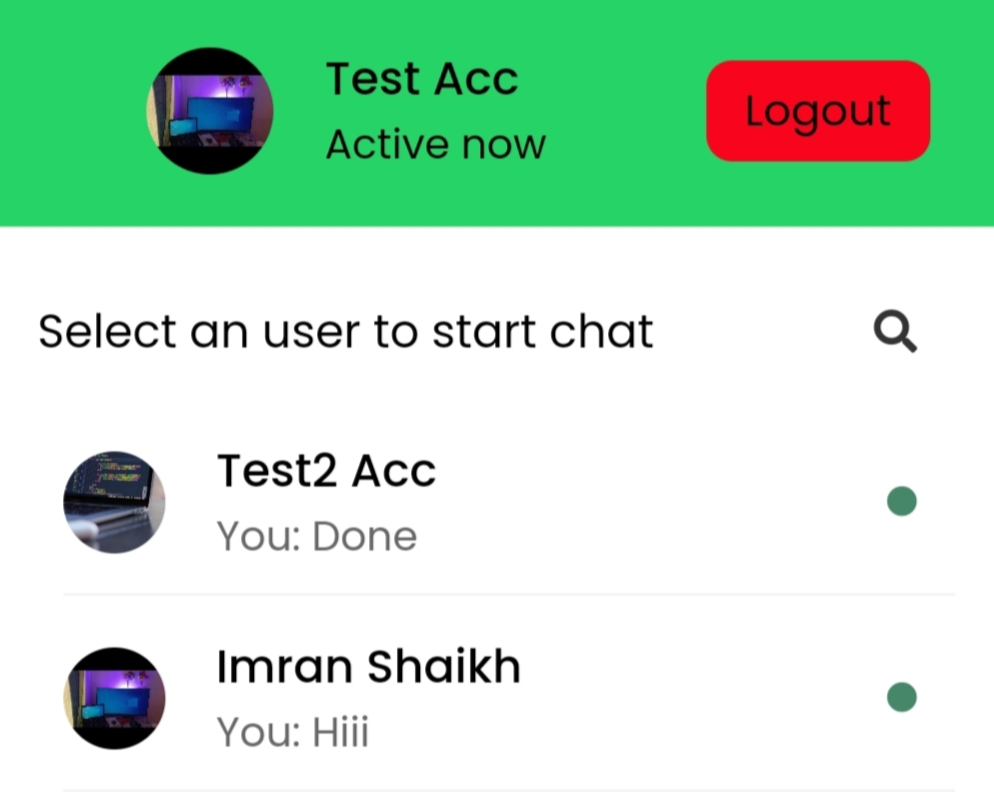 Test Acc
Active now
Logout
Select an user to start chat
Test2 Acc
You: Done
Imran Shaikh
You: Hiii